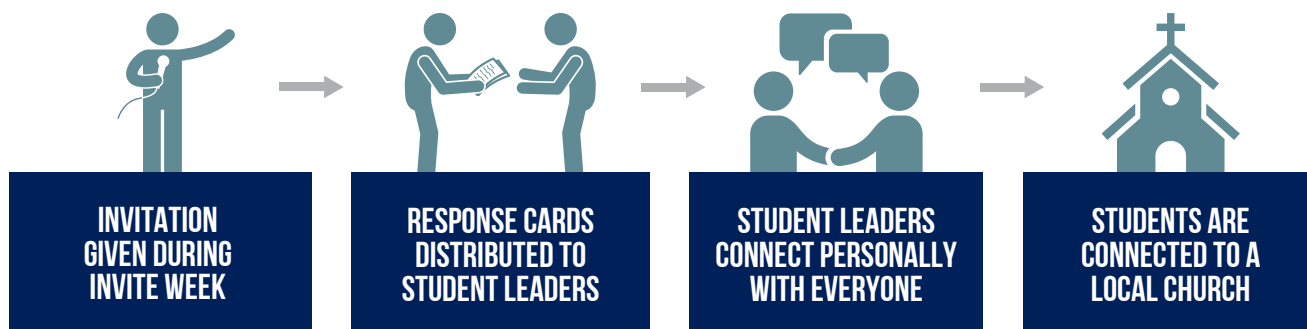 INVITATION
GIVEN DURING
INVITE WEEK
RESPONSE CARDS
DISTRIBUTED TO
STUDENT LEADERS
STUDENT LEADERS
CONNECT PERSONALLY
WITH EVERYONE
STUDENTS ARE
CONNECTED TO A
LOCAL CHURCH